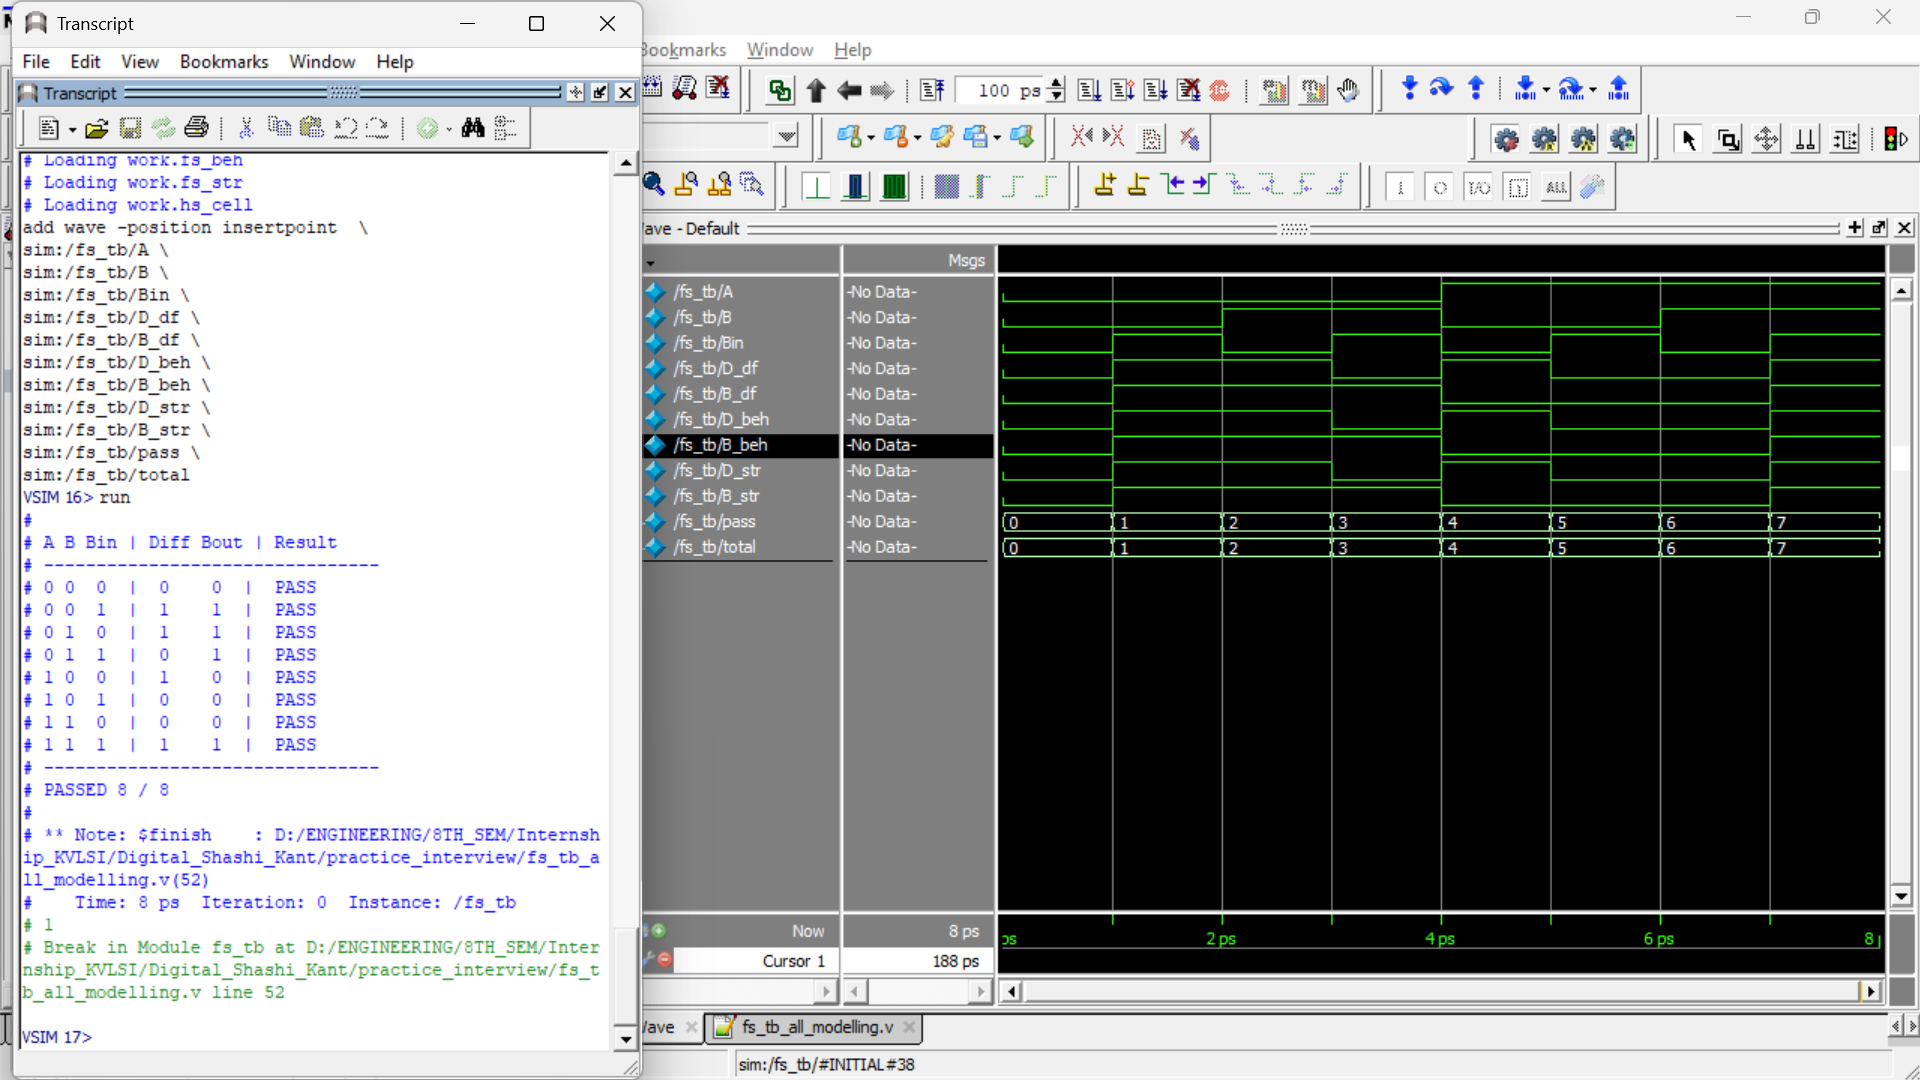 Transcript
File Edit View Bookmarks Window Help
Transcript
# Loading work.fs_beh
# Loading work.fs_str
# Loading work.hs_cell
add wave -position insertpoint \
sim:/fs_tb/A \
sim:/fs_tb/B \
sim:/fs_tb/Bin \
sim:/fs_tb/D_df \
sim:/fs_tb/B_df \
sim:/fs_tb/D_beh \
sim:/fs_tb/B_beh \
sim:/fs_tb/D_str \
sim:/fs_tb/B_str \
sim:/fs_tb/pass \
sim:/fs_tb/total
VSIM 16> run
#
# A B Bin | Diff Bout | Result
# --------------------------------
# 0 0 0 | 0 0 | PASS
# 0 0 1 | 1 1 | PASS
# 0 1 0 | 1 1 | PASS
# 0 1 1 | 0 1 | PASS
# 1 0 0 | 1 0 | PASS
# 1 0 1 | 0 0 | PASS
# 1 1 0 | 0 0 | PASS
# 1 1 1 | 1 1 | PASS
# --------------------------------
# PASSED 8 / 8
#
# ** Note: $finish : D:/ENGINEERING/8TH_SEM/Internsh
ip_KVLSI/Digital_Shashi_Kant/practice_interview/fs_tb_a
ll_modelling.v(52)
# Time: 8 ps Iteration: 0 Instance: /fs_tb
# 1
# Break in Module fs_tb at D:/ENGINEERING/8TH_SEM/Inter
nship_KVLSI/Digital_Shashi_Kant/practice_interview/fs_t
b_all_modelling.v line 52
VSIM 17>
Bookmarks Window Help
100 ps
I/O ALL
ave - Default
Msgs
/fs_tb/A -No Data-
/fs_tb/B -No Data-
/fs_tb/Bin -No Data-
/fs_tb/D_df -No Data-
/fs_tb/B_df -No Data-
/fs_tb/D_beh -No Data-
/fs_tb/B_beh -No Data-
/fs_tb/D_str -No Data-
/fs_tb/B_str -No Data-
/fs_tb/pass -No Data- 0 1 2 3 4 5 6 7
/fs_tb/total -No Data- 0 1 2 3 4 5 6 7
Now 8 ps
ps 2 ps 4 ps 6 ps 8
Cursor 1 188 ps
ave fs_tb_all_modelling.v
sim:/fs_tb/#INITIAL#38